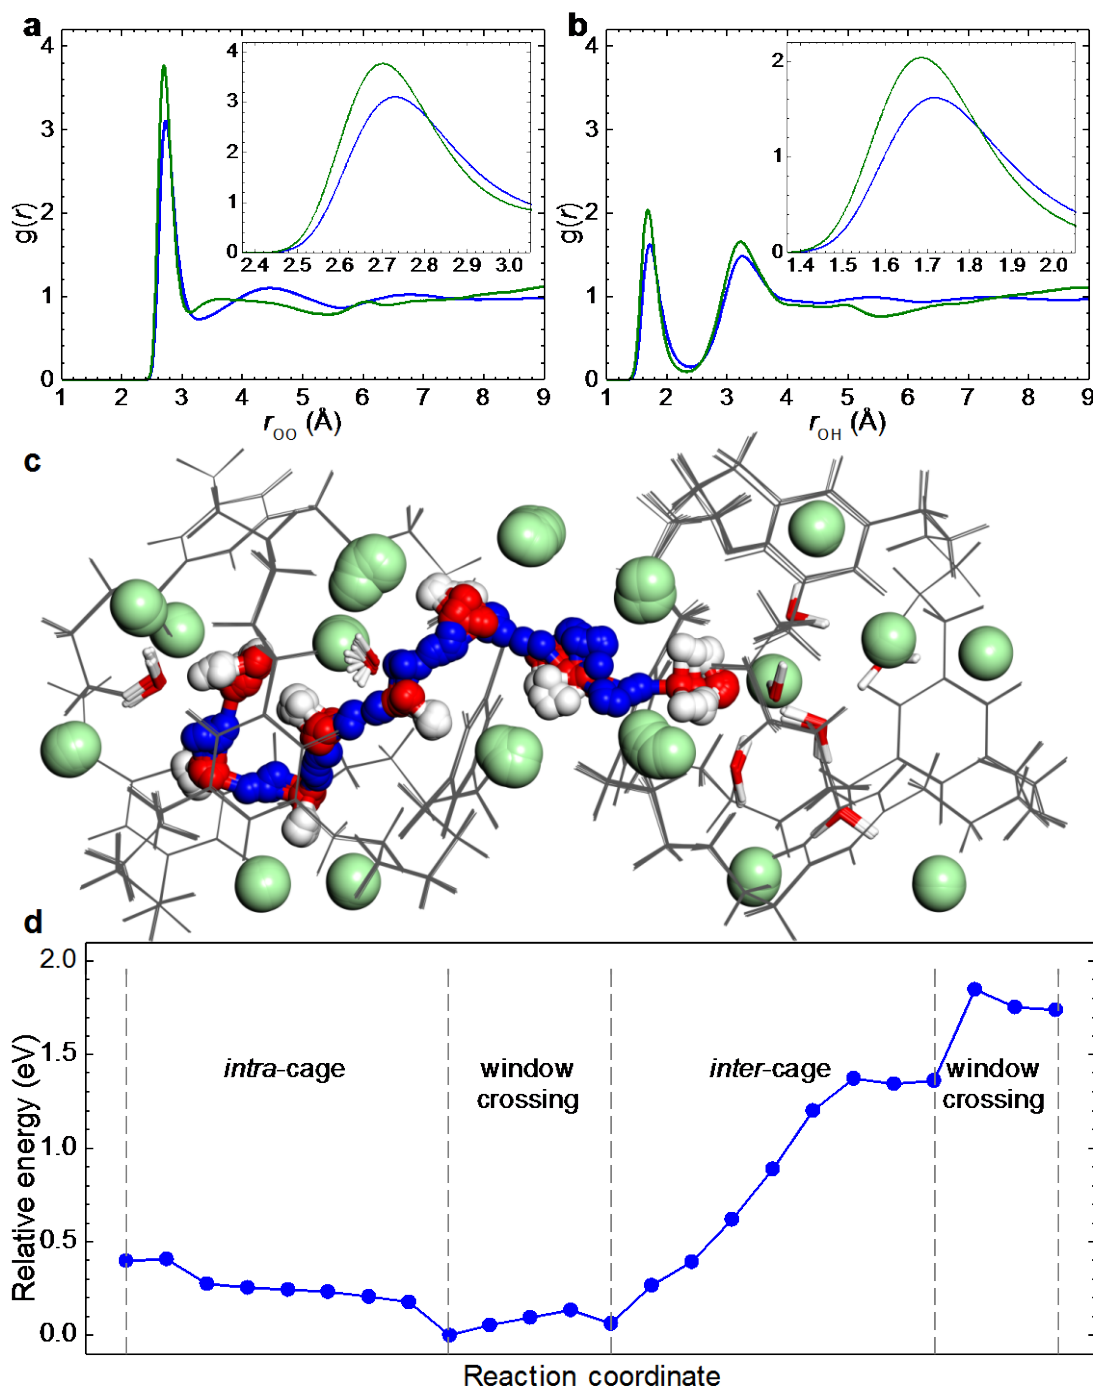 a
b
g(r)
4
3
2
1
0
1 2 3 4 5 6 7 8 9
rOO (Å)
4
3
2
1
0
2.4 2.5 2.6 2.7 2.8 2.9 3.0
g(r)
4
3
2
1
0
1 2 3 4 5 6 7 8 9
rOH (Å)
2
1
0
1.4 1.5 1.6 1.7 1.8 1.9 2.0
c
d
Relative energy (eV)
2.0
1.5
1.0
0.5
0.0
intra-cage
window
crossing
inter-cage
window
crossing
Reaction coordinate